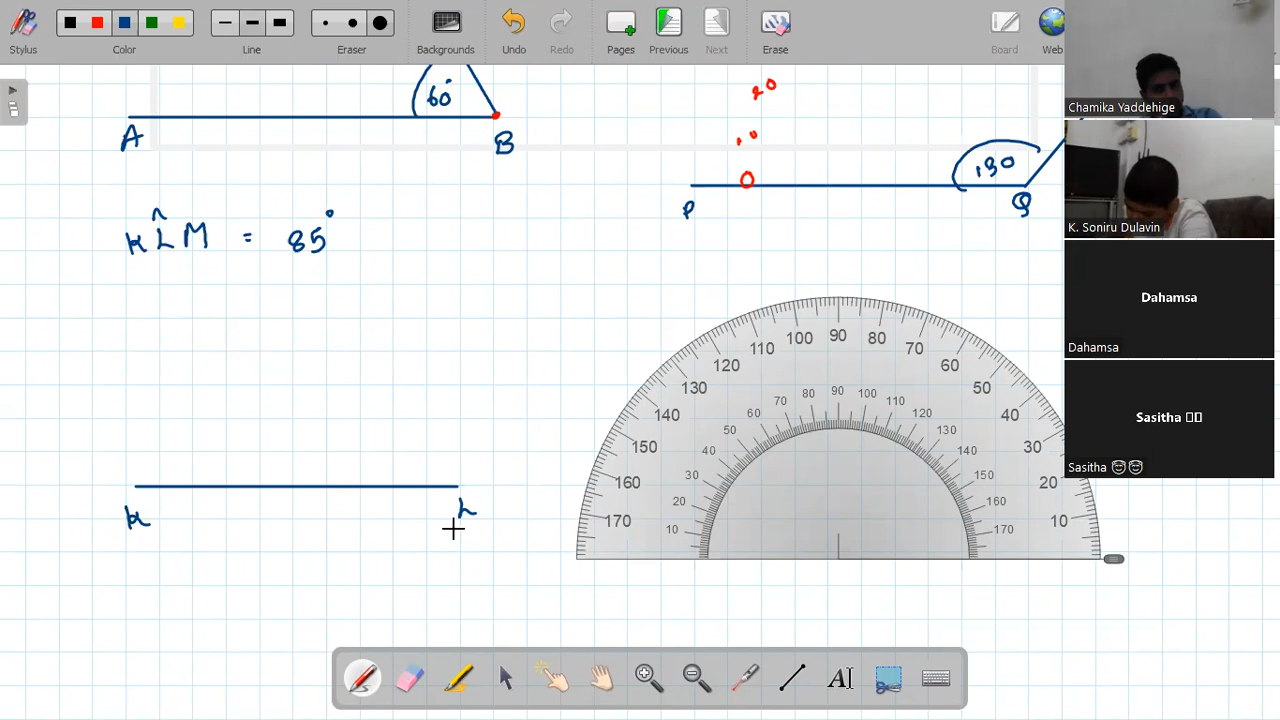 Stylus
Color
Line
Eraser
Backgrounds
Undo
Redo
Pages
Previous
Next
Erase
Board
Web
60°
A
B
20
10
0
130
P
Q
KL̂M = 85°
K
L
90
100
80
110
70
120
60
130
50
140
40
150
30
160
20
170
10
90
80
100
70
110
60
120
50
130
40
140
30
150
20
160
10
170
Chamika Yaddehige
K. Soniru Dulavin
Dahamsa
Dahamsa
Sasitha
Sasitha 😇😇
A